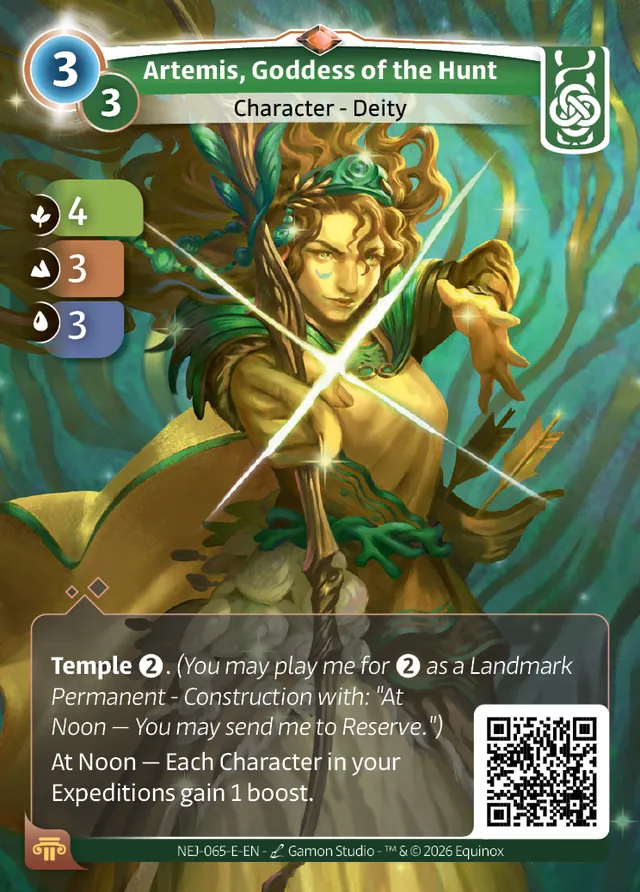 3
Artemis, Goddess of the Hunt
3
Character - Deity
4
3
3
Temple 2. (You may play me for 2 as a Landmark
Permanent - Construction with: "At
Noon — You may send me to Reserve.")
At Noon — Each Character in your
Expeditions gain 1 boost.
NEJ-065-E-EN - Gamon Studio - ™ & © 2026 Equinox